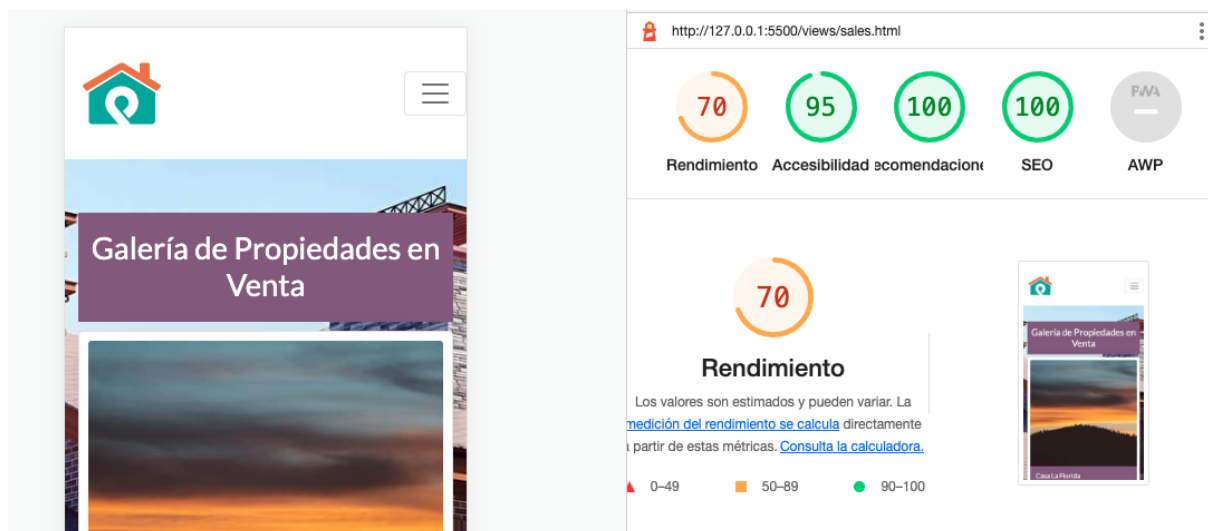 Galería de Propiedades en
Venta
http://127.0.0.1:5500/views/sales.html
70
95
100
100
PWA
Rendimiento
Accesibilidad
ecomendacione
SEO
AWP
70
Rendimiento
Los valores son estimados y pueden variar. La
medición del rendimiento se calcula directamente
a partir de estas métricas. Consulta la calculadora.
0–49
50–89
90–100
Galería de Propiedades en
Venta
Casa La Florida